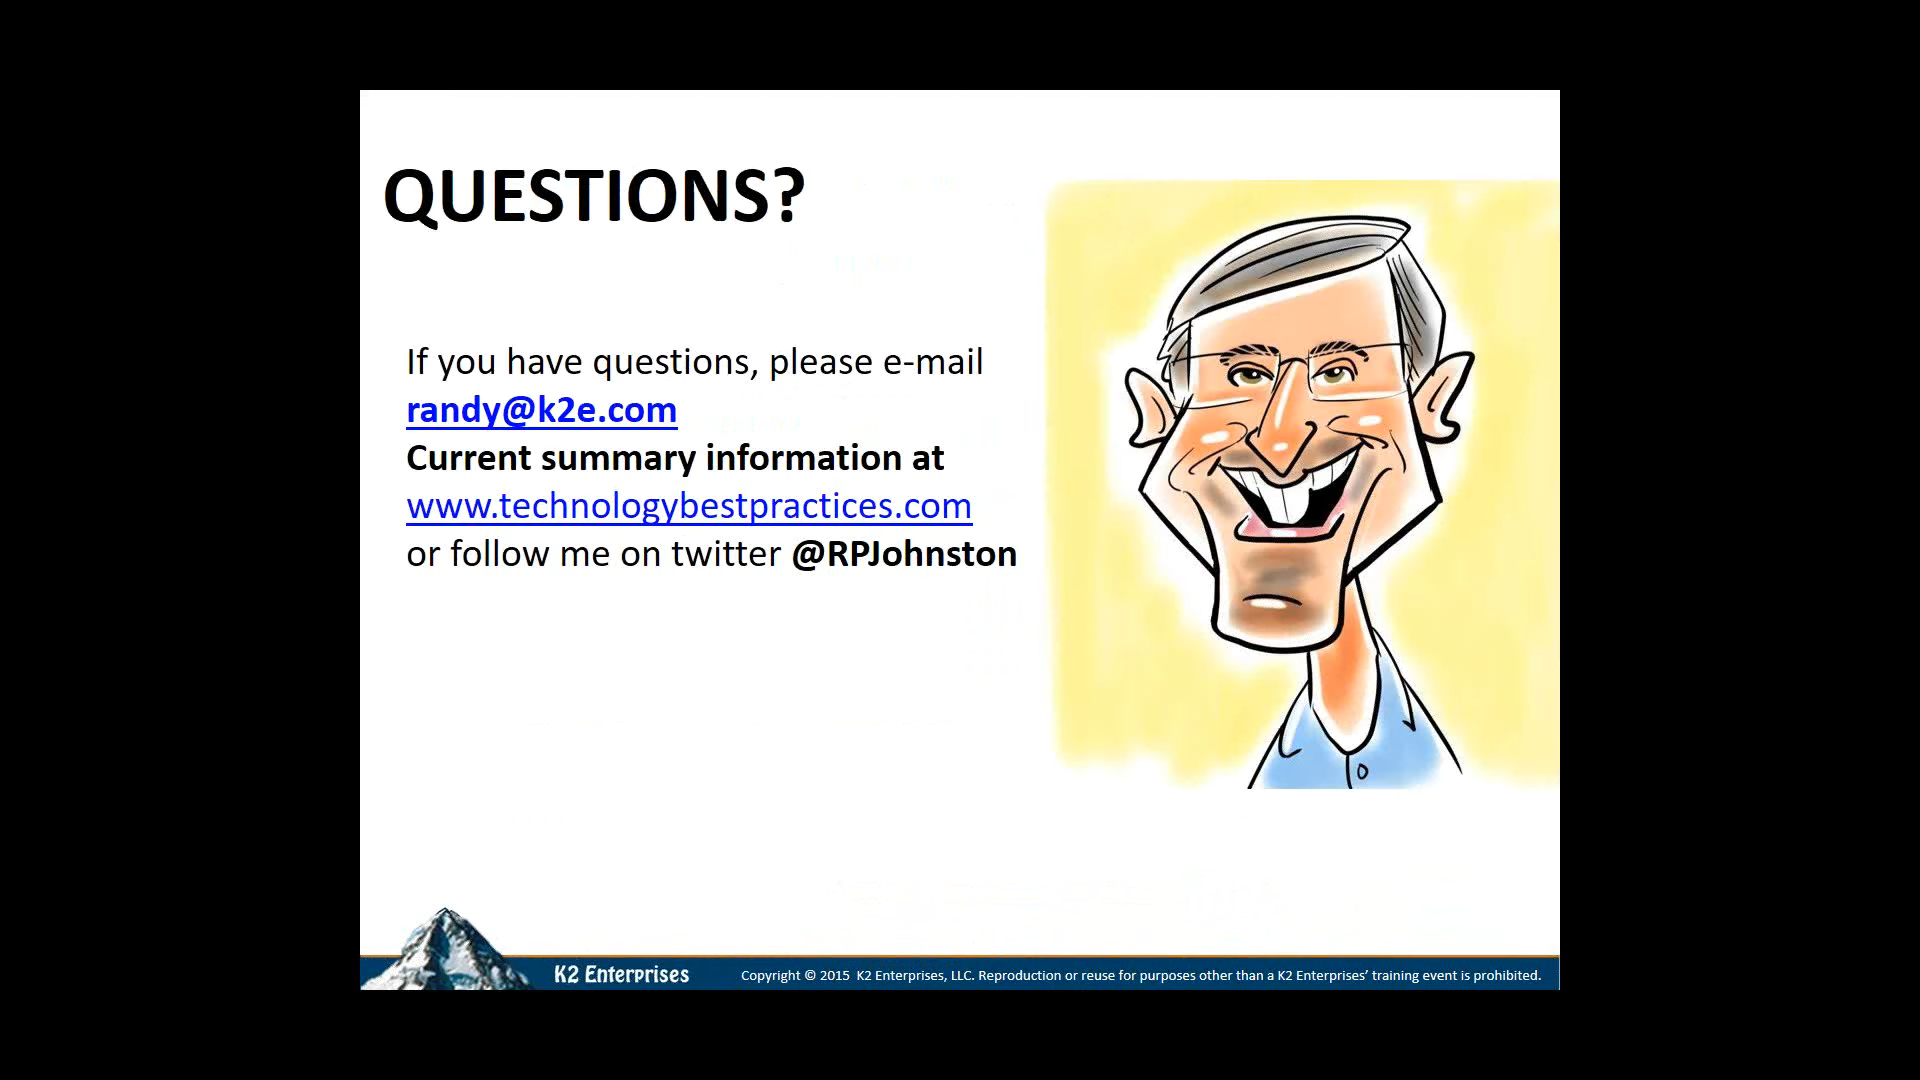 QUESTIONS?
If you have questions, please e-mail
randy@k2e.com
Current summary information at
www.technologybestpractices.com
or follow me on twitter @RPJohnston
K2 Enterprises
Copyright © 2015 K2 Enterprises, LLC. Reproduction or reuse for purposes other than a K2 Enterprises’ training event is prohibited.